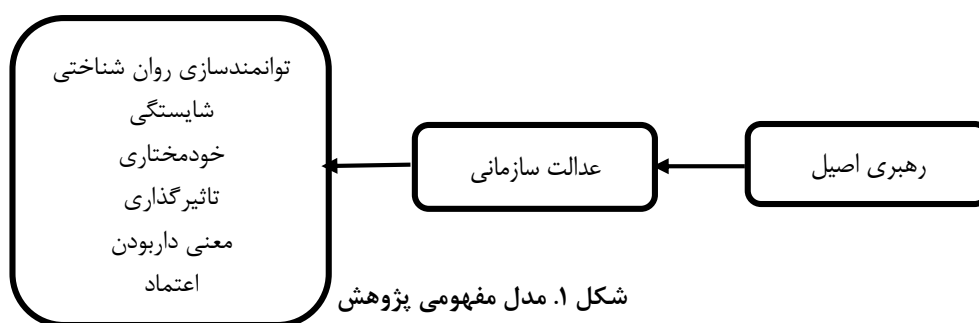 رهبری اصیل
عدالت سازمانی
توانمندسازی روان شناختی
شایستگی
خودمختاری
تاثیرگذاری
معنی داربودن
اعتماد
شکل ۱. مدل مفهومی پژوهش